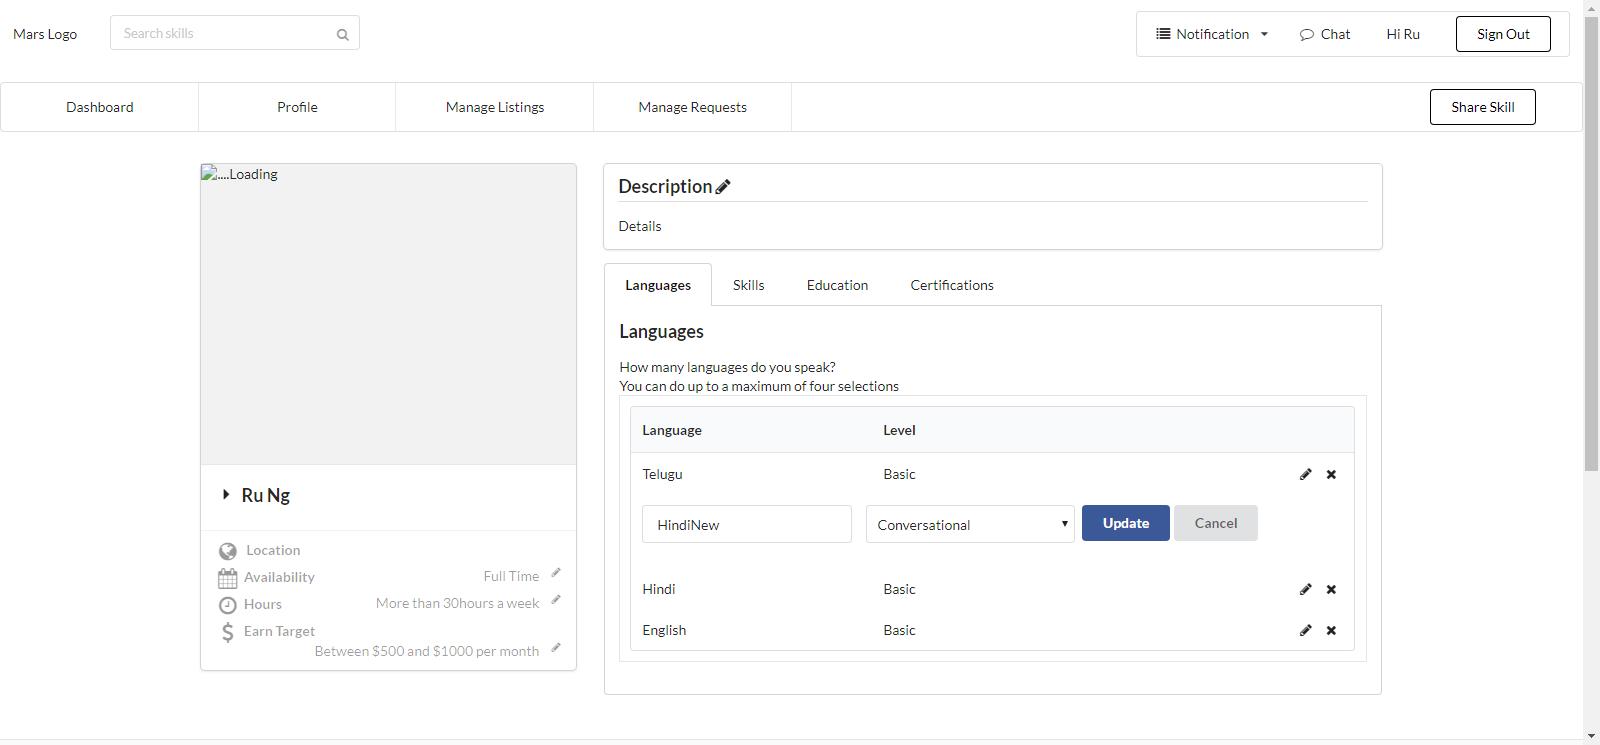 Mars Logo
Search skills
Notification
Chat
Hi Ru
Sign Out
Dashboard
Profile
Manage Listings
Manage Requests
Share Skill
....Loading
Ru Ng
Location
Availability
Full Time
Hours
More than 30hours a week
Earn Target
Between $500 and $1000 per month
Description
Details
Languages
Skills
Education
Certifications
Languages
How many languages do you speak?
You can do up to a maximum of four selections
Language
Level
Telugu
Basic
HindiNew
Conversational
Update
Cancel
Hindi
Basic
English
Basic